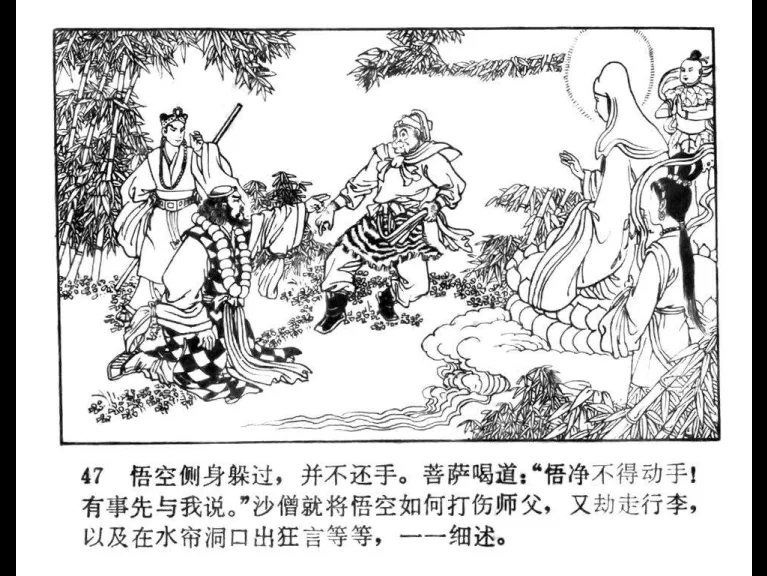 47 悟空侧身躲过，并不还手。菩萨喝道：“悟净不得动手！
有事先与我说。”沙僧就将悟空如何打伤师父，又劫走行李，
以及在水帘洞口出狂言等等，一一细述。